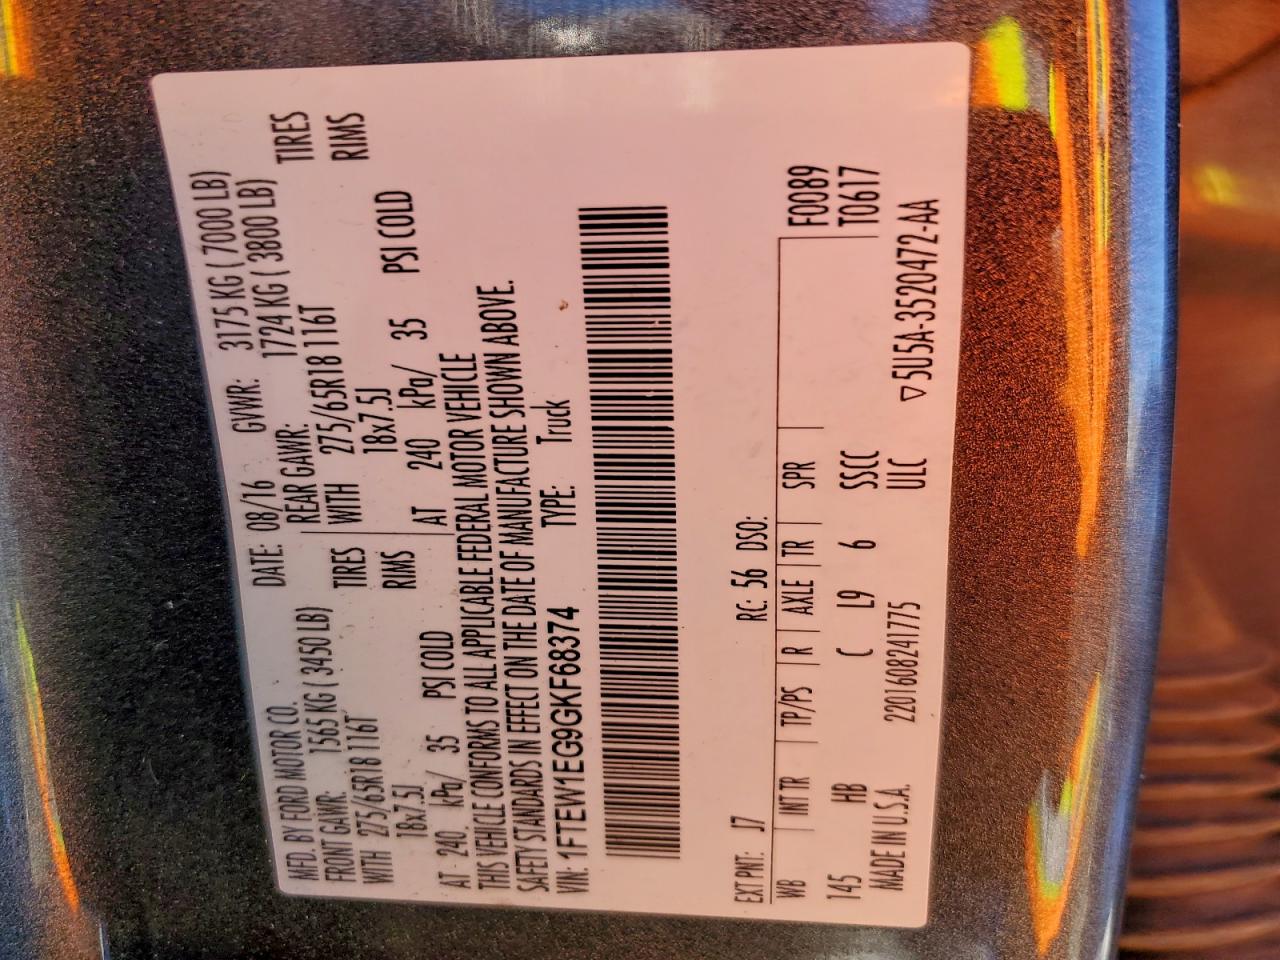 MFD. BY FORD MOTOR CO.
DATE: 08/16 GVWR: 3175 KG ( 7000 LB)
FRONT GAWR: 1565 KG ( 3450 LB)
REAR GAWR: 1724 KG ( 3800 LB)
WITH 275/65R18 116T TIRES
WITH 275/65R18 116T TIRES
18x7.5J RIMS
18x7.5J RIMS
AT 240 kPa/ 35 PSI COLD
AT 240 kPa/ 35 PSI COLD
THIS VEHICLE CONFORMS TO ALL APPLICABLE FEDERAL MOTOR VEHICLE
SAFETY STANDARDS IN EFFECT ON THE DATE OF MANUFACTURE SHOWN ABOVE.
VIN: 1FTEW1EG9GKF68374 TYPE: Truck
EXT PNT: J7 RC: 56 DSO:
WB INT TR TP/PS R AXLE TR SPR F0089
145 HB C L9 6 SSCC T0617
MADE IN U.S.A. 2201608241775 ULC ▽5U5A-3520472-AA